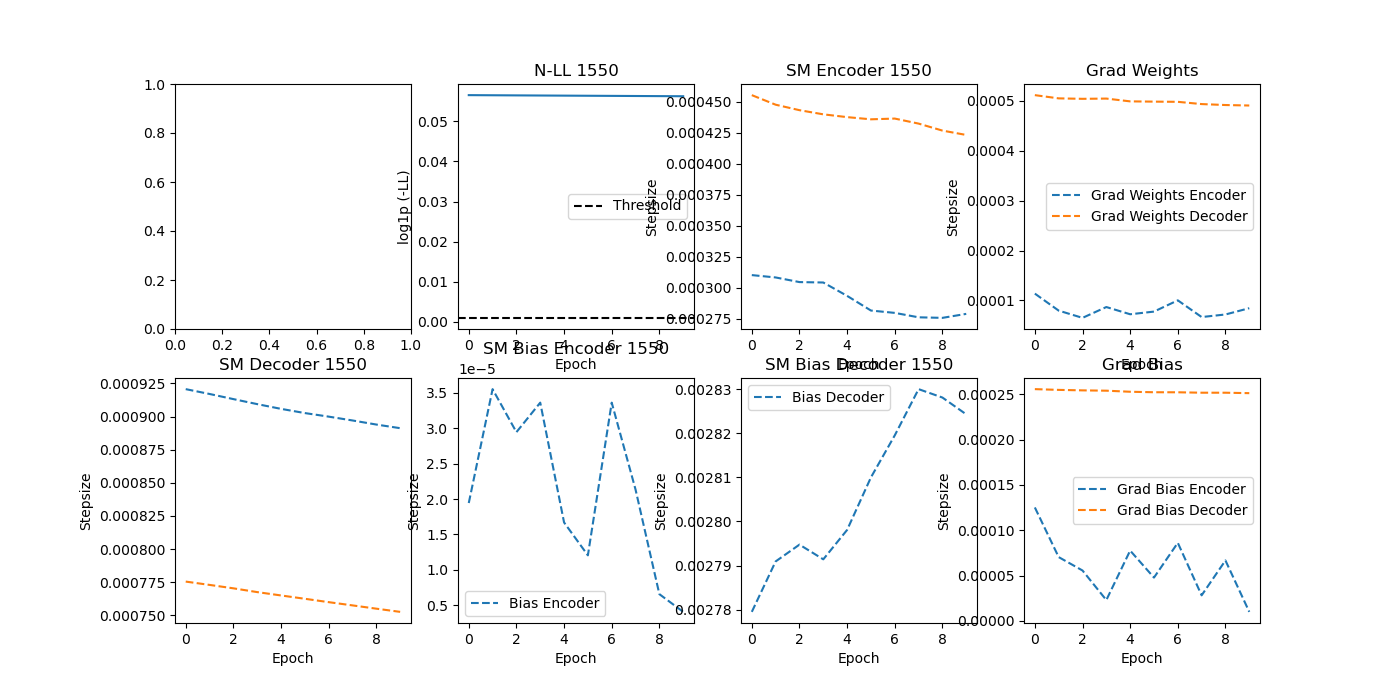 N-LL 1550
SM Encoder 1550
Grad Weights
1.0
0.8
0.6
0.4
0.2
0.0
0.0 0.2 0.4 0.6 0.8 1.0
log1p (-LL)
0.05
0.04
0.03
0.02
0.01
0.00
Threshold
0 2 4 6 8
Epoch
Stepsize
0.000450
0.000425
0.000400
0.000375
0.000350
0.000325
0.000300
0.000275
0 2 4 6 8
Epoch
Stepsize
0.0005
0.0004
0.0003
0.0002
0.0001
Grad Weights Encoder
Grad Weights Decoder
0 2 4 6 8
Epoch
SM Decoder 1550
SM Bias Encoder 1550
SM Bias Decoder 1550
Grad Bias
Stepsize
0.000925
0.000900
0.000875
0.000850
0.000825
0.000800
0.000775
0.000750
0 2 4 6 8
Epoch
Stepsize
1e−5
3.5
3.0
2.5
2.0
1.5
1.0
0.5
Bias Encoder
0 2 4 6 8
Epoch
Stepsize
0.00283
0.00282
0.00281
0.00280
0.00279
0.00278
Bias Decoder
0 2 4 6 8
Epoch
Stepsize
0.00025
0.00020
0.00015
0.00010
0.00005
0.00000
Grad Bias Encoder
Grad Bias Decoder
0 2 4 6 8
Epoch